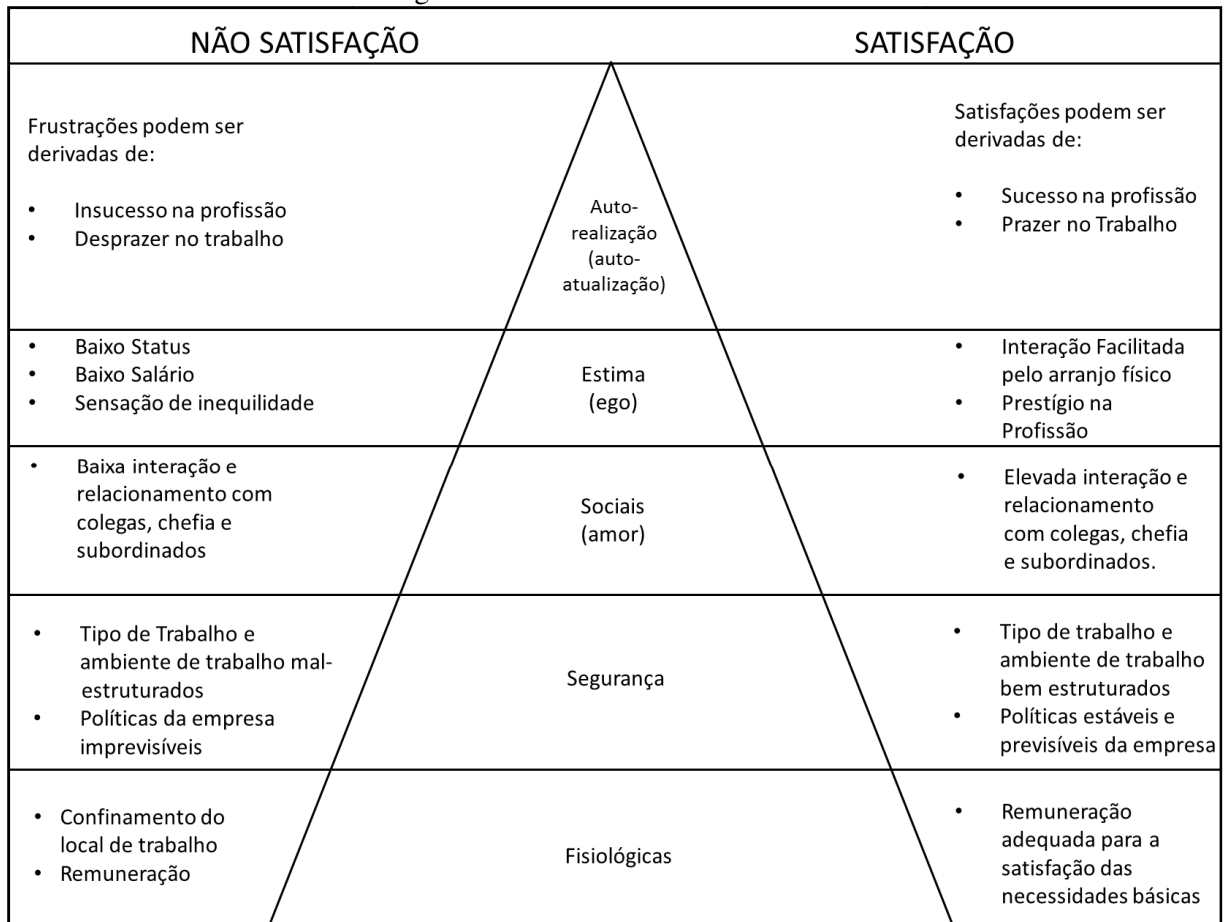 NÃO SATISFAÇÃO
SATISFAÇÃO
Frustrações podem ser
derivadas de:
• Insucesso na profissão
• Desprazer no trabalho
Auto-
realização
(auto-
atualização)
Satisfações podem ser
derivadas de:
• Sucesso na profissão
• Prazer no Trabalho
• Baixo Status
• Baixo Salário
• Sensação de inequilidade
Estima
(ego)
• Interação Facilitada
pelo arranjo físico
• Prestígio na
Profissão
• Baixa interação e
relacionamento com
colegas, chefia e
subordinados
Sociais
(amor)
• Elevada interação e
relacionamento
com colegas, chefia
e subordinados.
• Tipo de Trabalho e
ambiente de trabalho mal-
estruturados
• Políticas da empresa
imprevisíveis
Segurança
• Tipo de trabalho e
ambiente de trabalho
bem estruturados
• Políticas estáveis e
previsíveis da empresa
• Confinamento do
local de trabalho
• Remuneração
Fisiológicas
• Remuneração
adequada para a
satisfação das
necessidades básicas